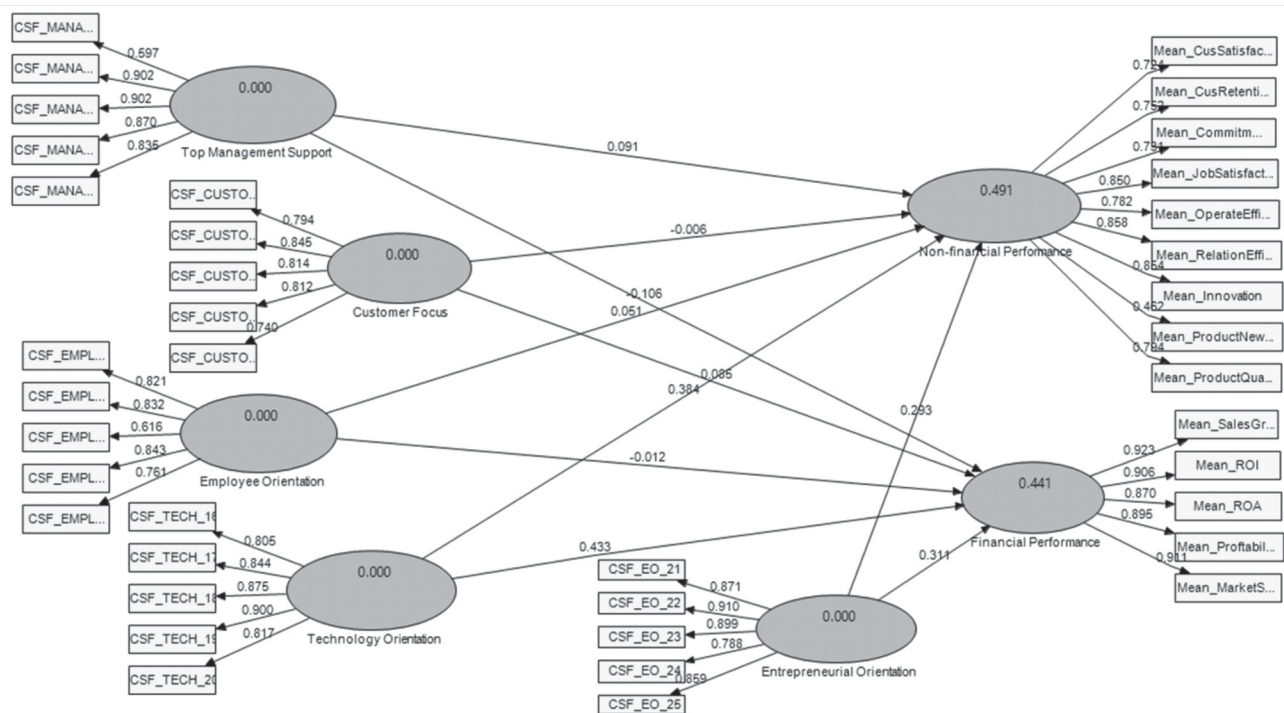 CSF_MANA...
CSF_MANA...
CSF_MANA...
CSF_MANA...
CSF_MANA...
0.597
0.902
0.902
0.870
0.835
0.000
Top Management Support
CSF_CUSTO...
CSF_CUSTO...
CSF_CUSTO...
CSF_CUSTO...
CSF_CUSTO...
0.794
0.845
0.814
0.812
0.740
0.000
Customer Focus
CSF_EMPL...
CSF_EMPL...
CSF_EMPL...
CSF_EMPL...
CSF_EMPL...
0.821
0.832
0.616
0.843
0.761
0.000
Employee Orientation
CSF_TECH_16
CSF_TECH_17
CSF_TECH_18
CSF_TECH_19
CSF_TECH_20
0.805
0.844
0.875
0.900
0.817
0.000
Technology Orientation
CSF_EO_21
CSF_EO_22
CSF_EO_23
CSF_EO_24
CSF_EO_25
0.871
0.910
0.899
0.788
0.859
0.000
Entrepreneurial Orientation
0.091
-0.006
-0.106
0.051
0.085
0.384
0.293
-0.012
0.433
0.311
0.491
Non-financial Performance
0.724
0.752
0.731
0.850
0.782
0.858
0.854
0.462
0.794
Mean_CusSatisfac...
Mean_CusRetenti...
Mean_Commitm...
Mean_JobSatisfact...
Mean_OperateEffi...
Mean_RelationEffi...
Mean_Innovation
Mean_ProductNew...
Mean_ProductQua...
0.441
Financial Performance
0.923
0.906
0.870
0.895
0.911
Mean_SalesGr...
Mean_ROI
Mean_ROA
Mean_Proftabil...
Mean_MarketS...